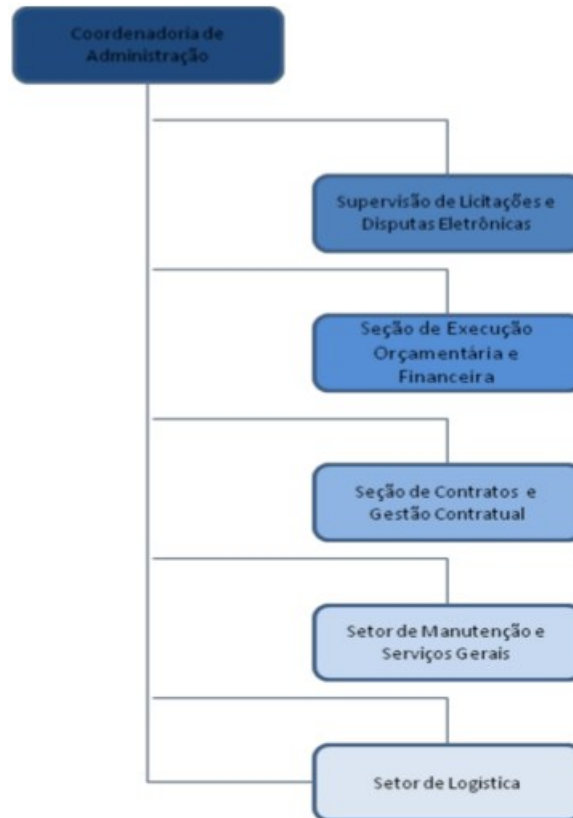 Coordenadoria de
Administração
Supervisão de Licitações e
Disputas Eletrônicas
Seção de Execução
Orçamentária e
Financeira
Seção de Contratos e
Gestão Contratual
Setor de Manutenção e
Serviços Gerais
Setor de Logística